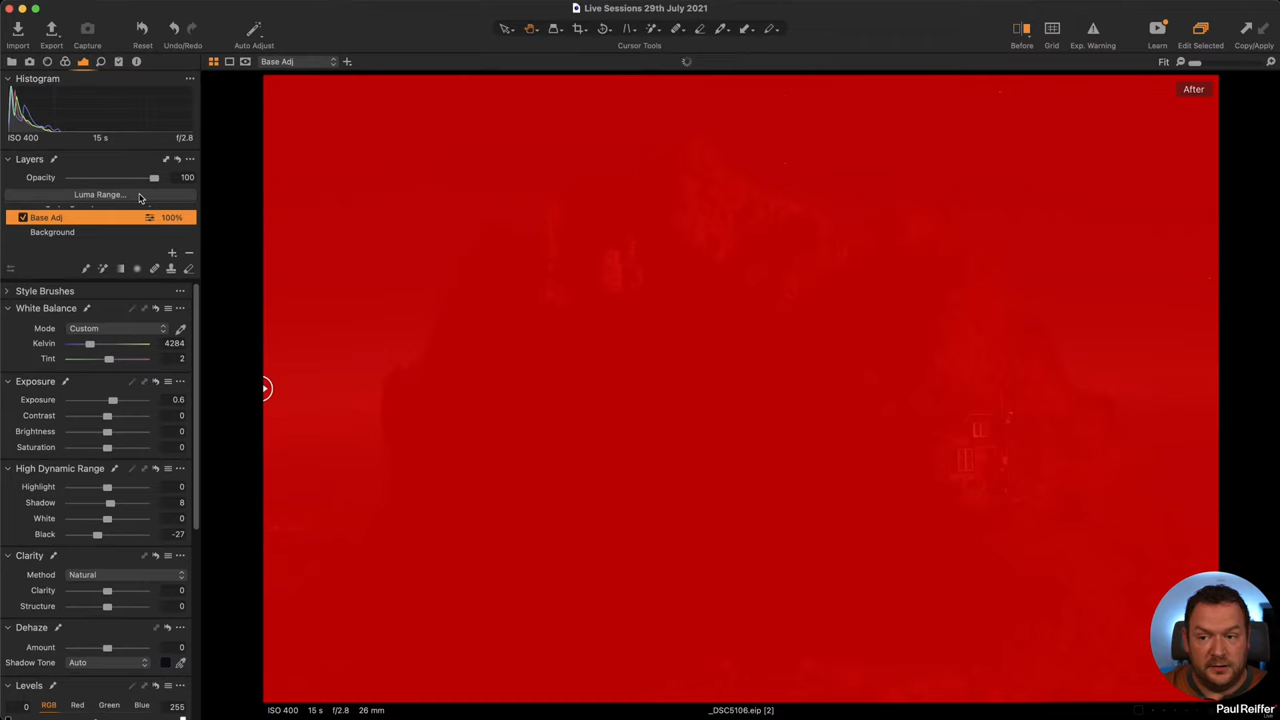 Live Sessions 29th July 2021
Import Export Capture Reset Undo/Redo Auto Adjust Cursor Tools Before Grid Exp. Warning Learn Edit Selected Copy/Apply
Base Adj Fit
Histogram
After
ISO 400 15 s f/2.8
Layers
Opacity 100
Luma Range...
Base Adj 100%
Background
Style Brushes
White Balance
Mode Custom
Kelvin 4284
Tint 2
Exposure
Exposure 0.6
Contrast 0
Brightness 0
Saturation 0
High Dynamic Range
Highlight 0
Shadow 8
White 0
Black -27
Clarity
Method Natural
Clarity 0
Structure 0
Dehaze
Amount 0
Shadow Tone Auto
Levels
0 RGB Red Green Blue 255
ISO 400 15 s f/2.8 26 mm _DSC5106.eip [2]
Paul Reiffer
Live